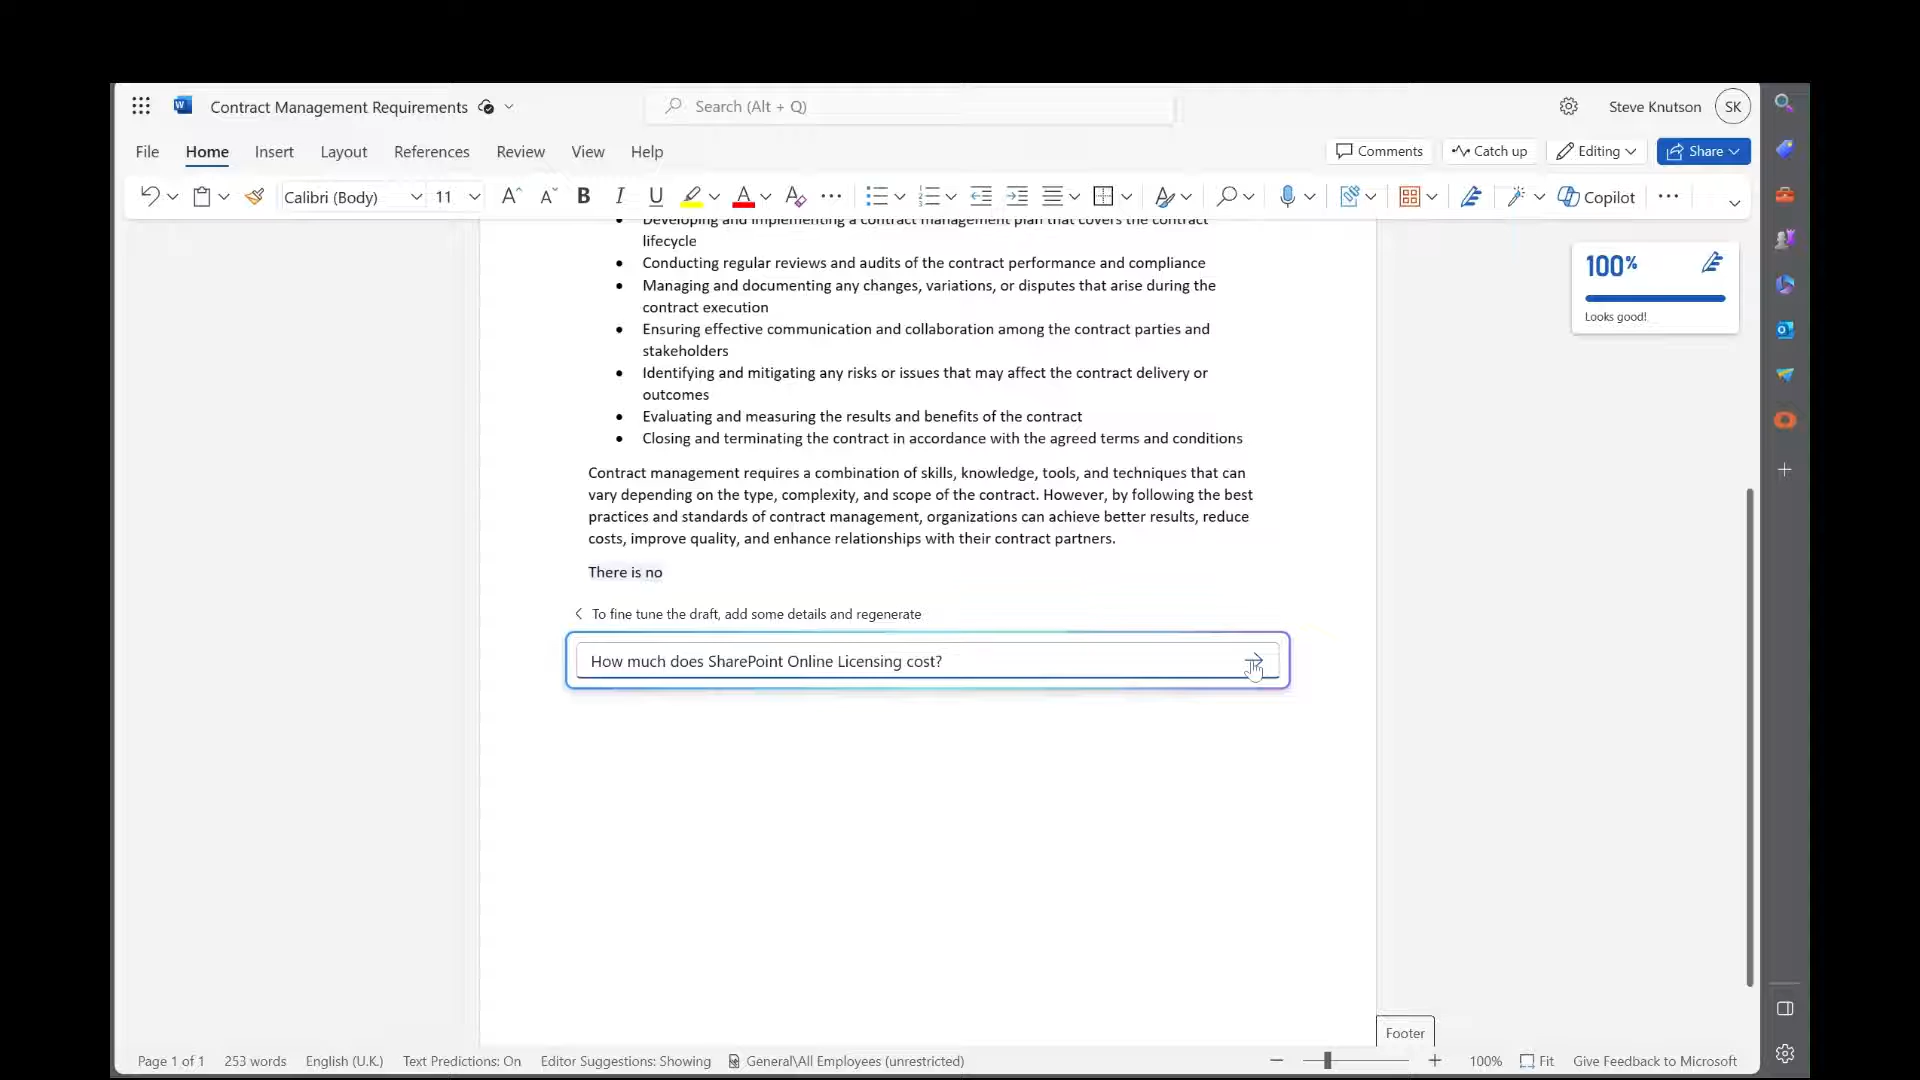 Contract Management Requirements
Search (Alt + Q)
Steve Knutson
SK
File
Home
Insert
Layout
References
Review
View
Help
Comments
Catch up
Editing
Share
Calibri (Body)
11
Copilot
Developing and implementing a contract management plan that covers the contract
lifecycle
Conducting regular reviews and audits of the contract performance and compliance
Managing and documenting any changes, variations, or disputes that arise during the
contract execution
Ensuring effective communication and collaboration among the contract parties and
stakeholders
Identifying and mitigating any risks or issues that may affect the contract delivery or
outcomes
Evaluating and measuring the results and benefits of the contract
Closing and terminating the contract in accordance with the agreed terms and conditions
Contract management requires a combination of skills, knowledge, tools, and techniques that can
vary depending on the type, complexity, and scope of the contract. However, by following the best
practices and standards of contract management, organizations can achieve better results, reduce
costs, improve quality, and enhance relationships with their contract partners.
There is no
To fine tune the draft, add some details and regenerate
How much does SharePoint Online Licensing cost?
100%
Looks good!
Footer
Page 1 of 1
253 words
English (U.K.)
Text Predictions: On
Editor Suggestions: Showing
General\All Employees (unrestricted)
100%
Fit
Give Feedback to Microsoft